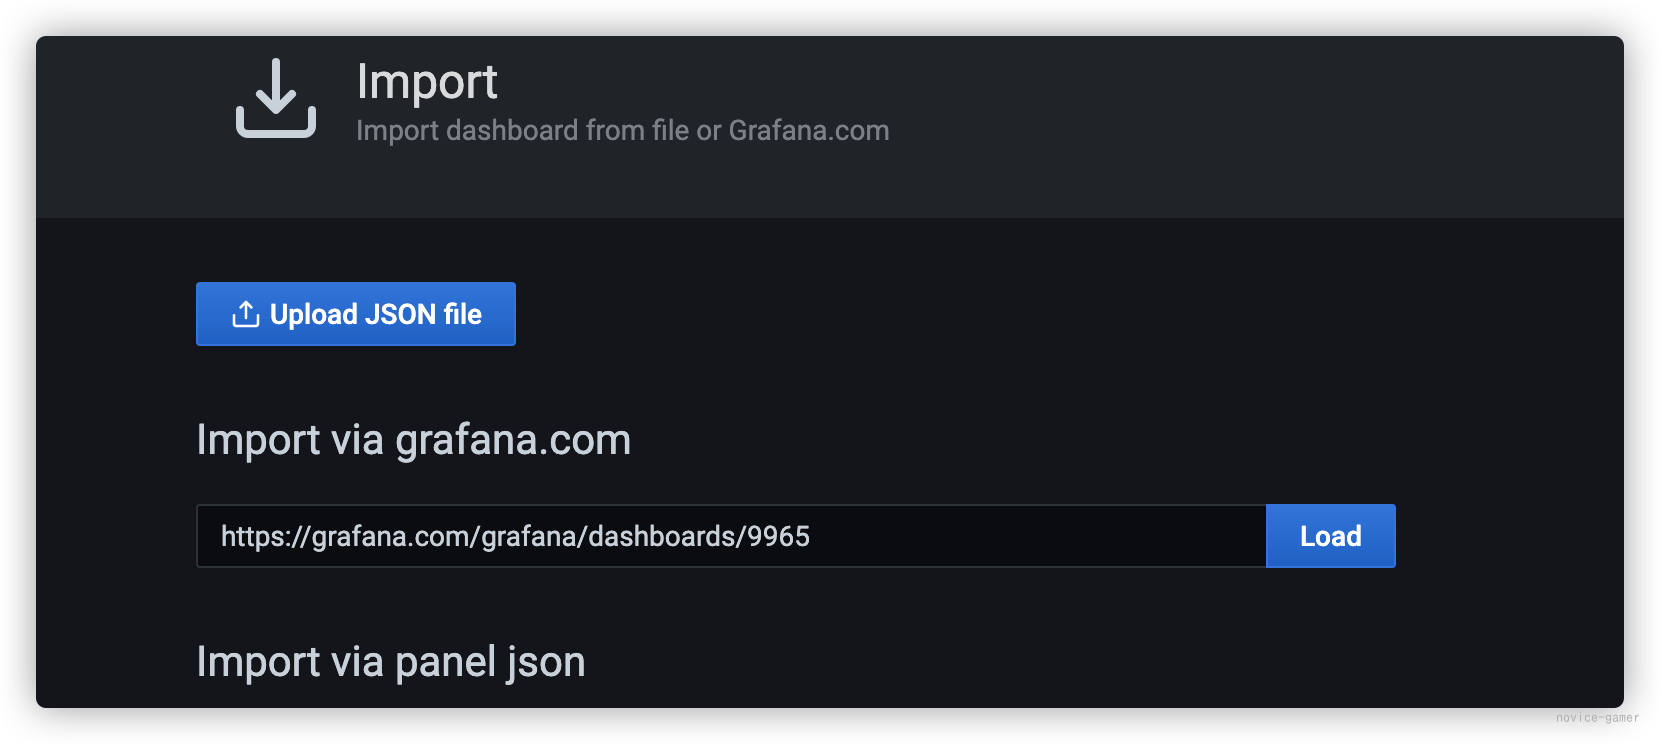 Import
Import dashboard from file or Grafana.com
Upload JSON file
Import via grafana.com
https://grafana.com/grafana/dashboards/9965
Load
Import via panel json
novice-gamer